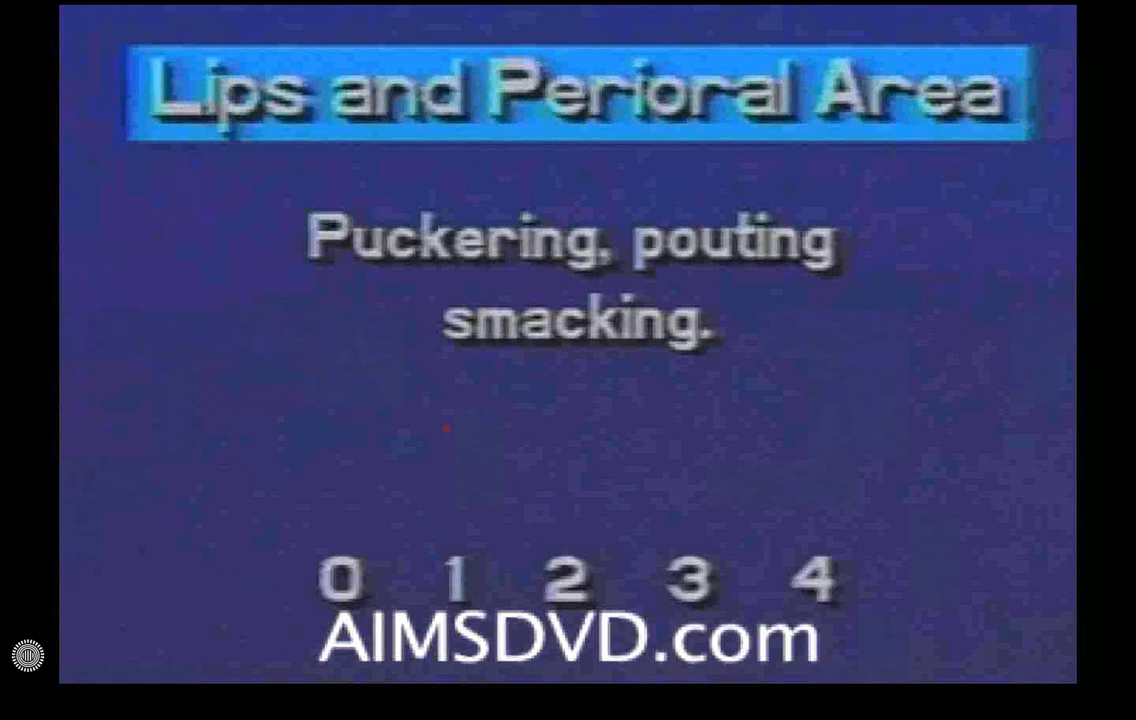 Lips and Perioral Area
Puckering, pouting
smacking.
0 1 2 3 4
AIMSDVD.com